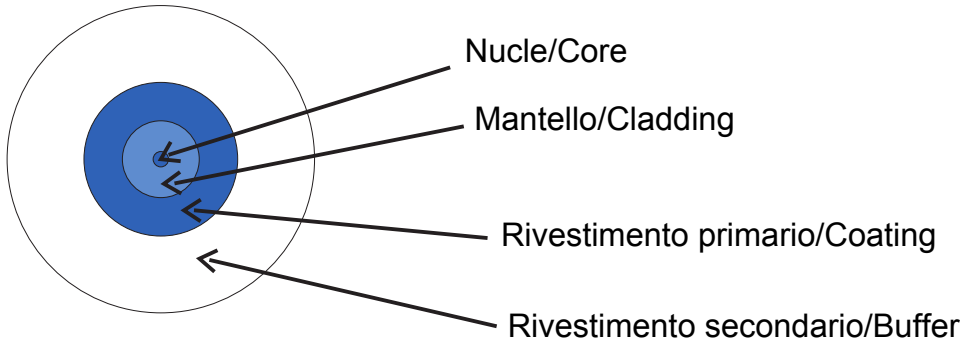 Nucle/Core
Mantello/Cladding
Rivestimento primario/Coating
Rivestimento secondario/Buffer